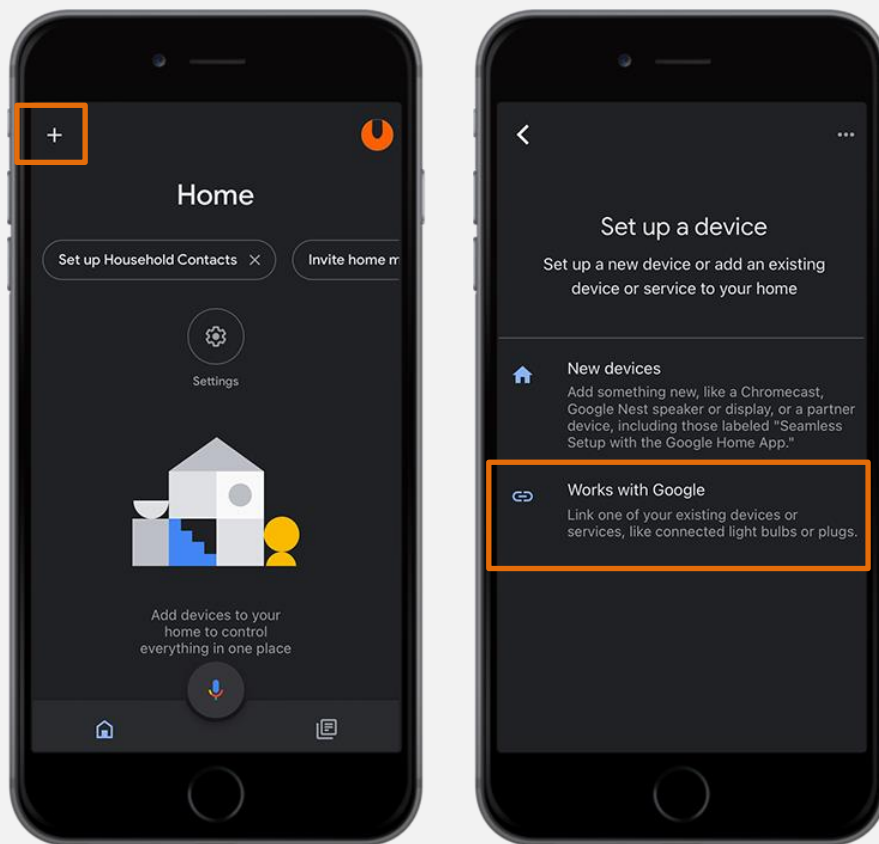 Home
Set up Household Contacts ×
Invite home m
Settings
Add devices to your
home to control
everything in one place
Set up a device
Set up a new device or add an existing
device or service to your home
New devices
Add something new, like a Chromecast,
Google Nest speaker or display, or a partner
device, including those labeled "Seamless
Setup with the Google Home App."
Works with Google
Link one of your existing devices or
services, like connected light bulbs or plugs.